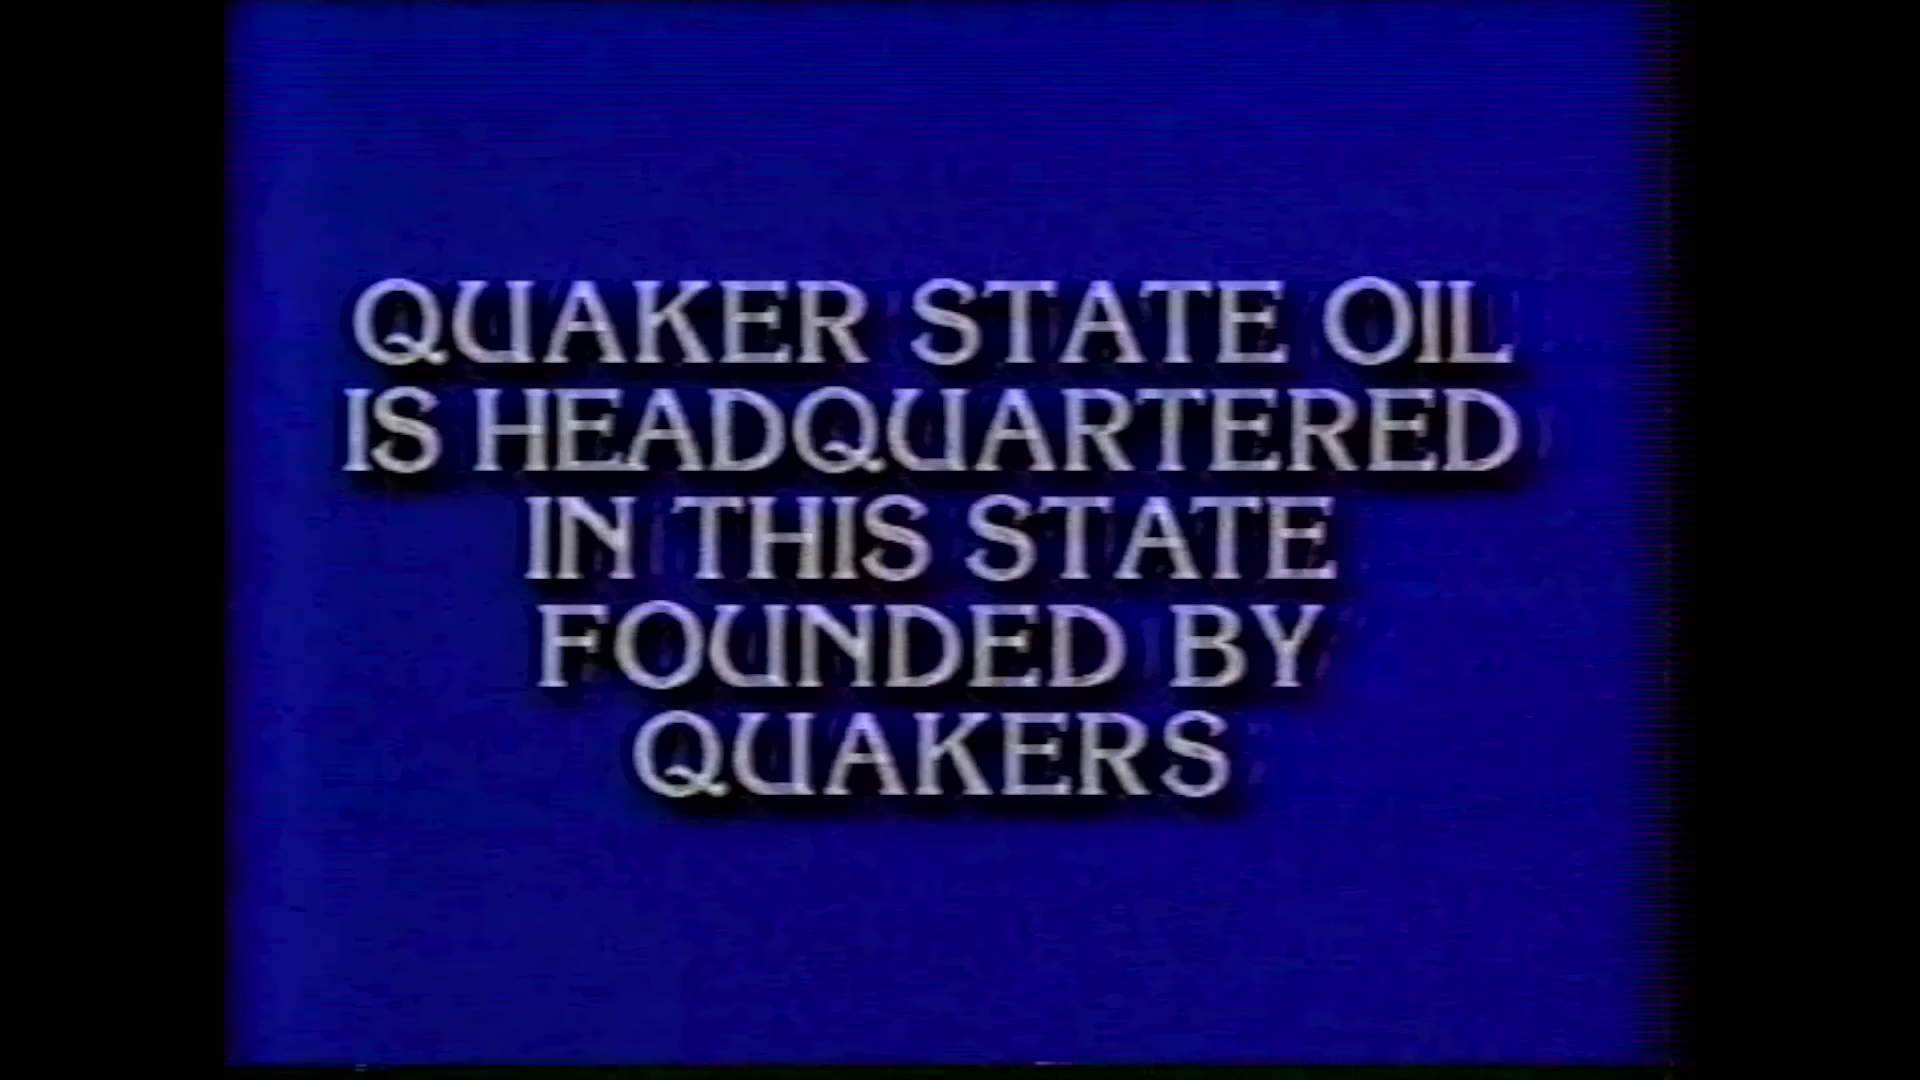 QUAKER STATE OIL
IS HEADQUARTERED
IN THIS STATE
FOUNDED BY
QUAKERS